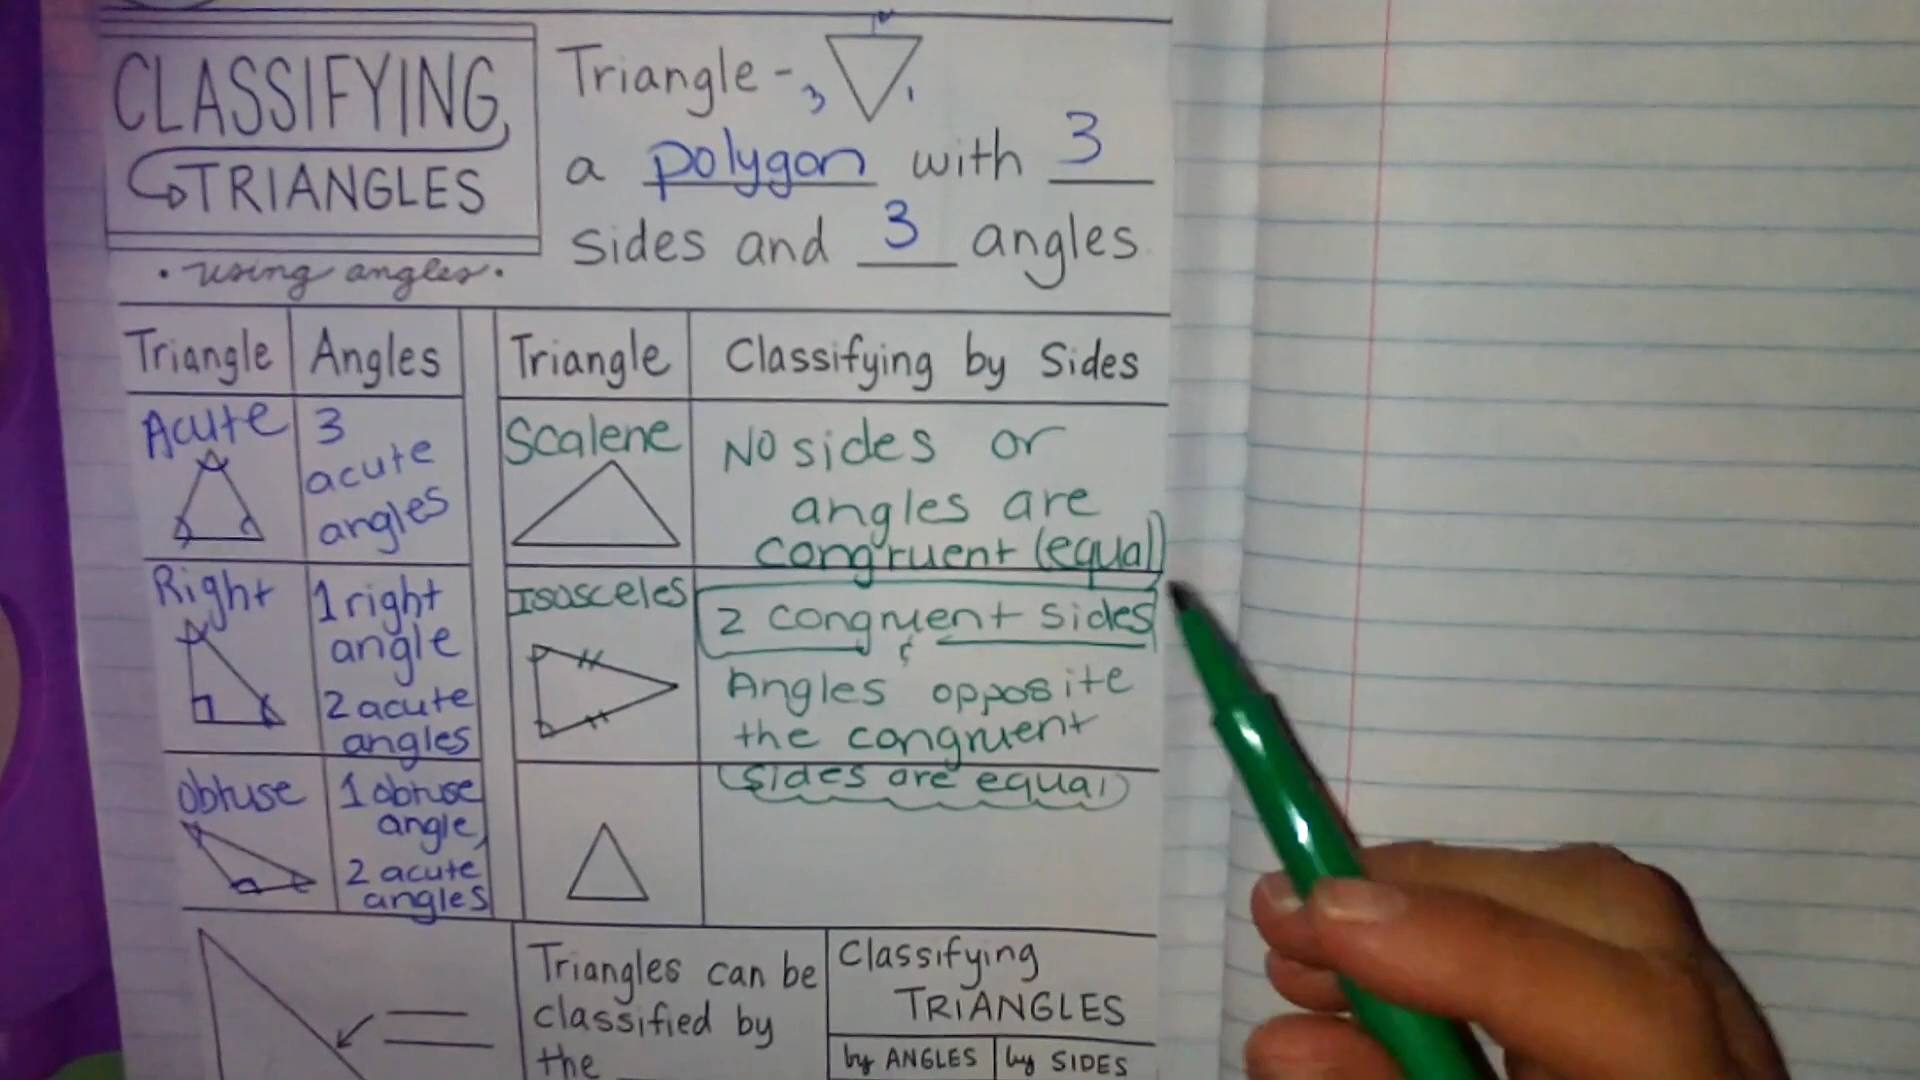 CLASSIFYING
TRIANGLES
• using angles •
Triangle - 3 1
a polygon with 3
sides and 3 angles
Triangle Angles
Acute 3
acute
angles
Right 1 right
angle
2 acute
angles
Obtuse 1 obtuse
angle,
2 acute
angles
Triangle Classifying by Sides
Scalene No sides or
angles are
congruent (equal)
Isosceles 2 congruent sides
&
Angles opposite
the congruent
(sides are equal)
Triangles can be
classified by
the
Classifying
TRIANGLES
by ANGLES by SIDES